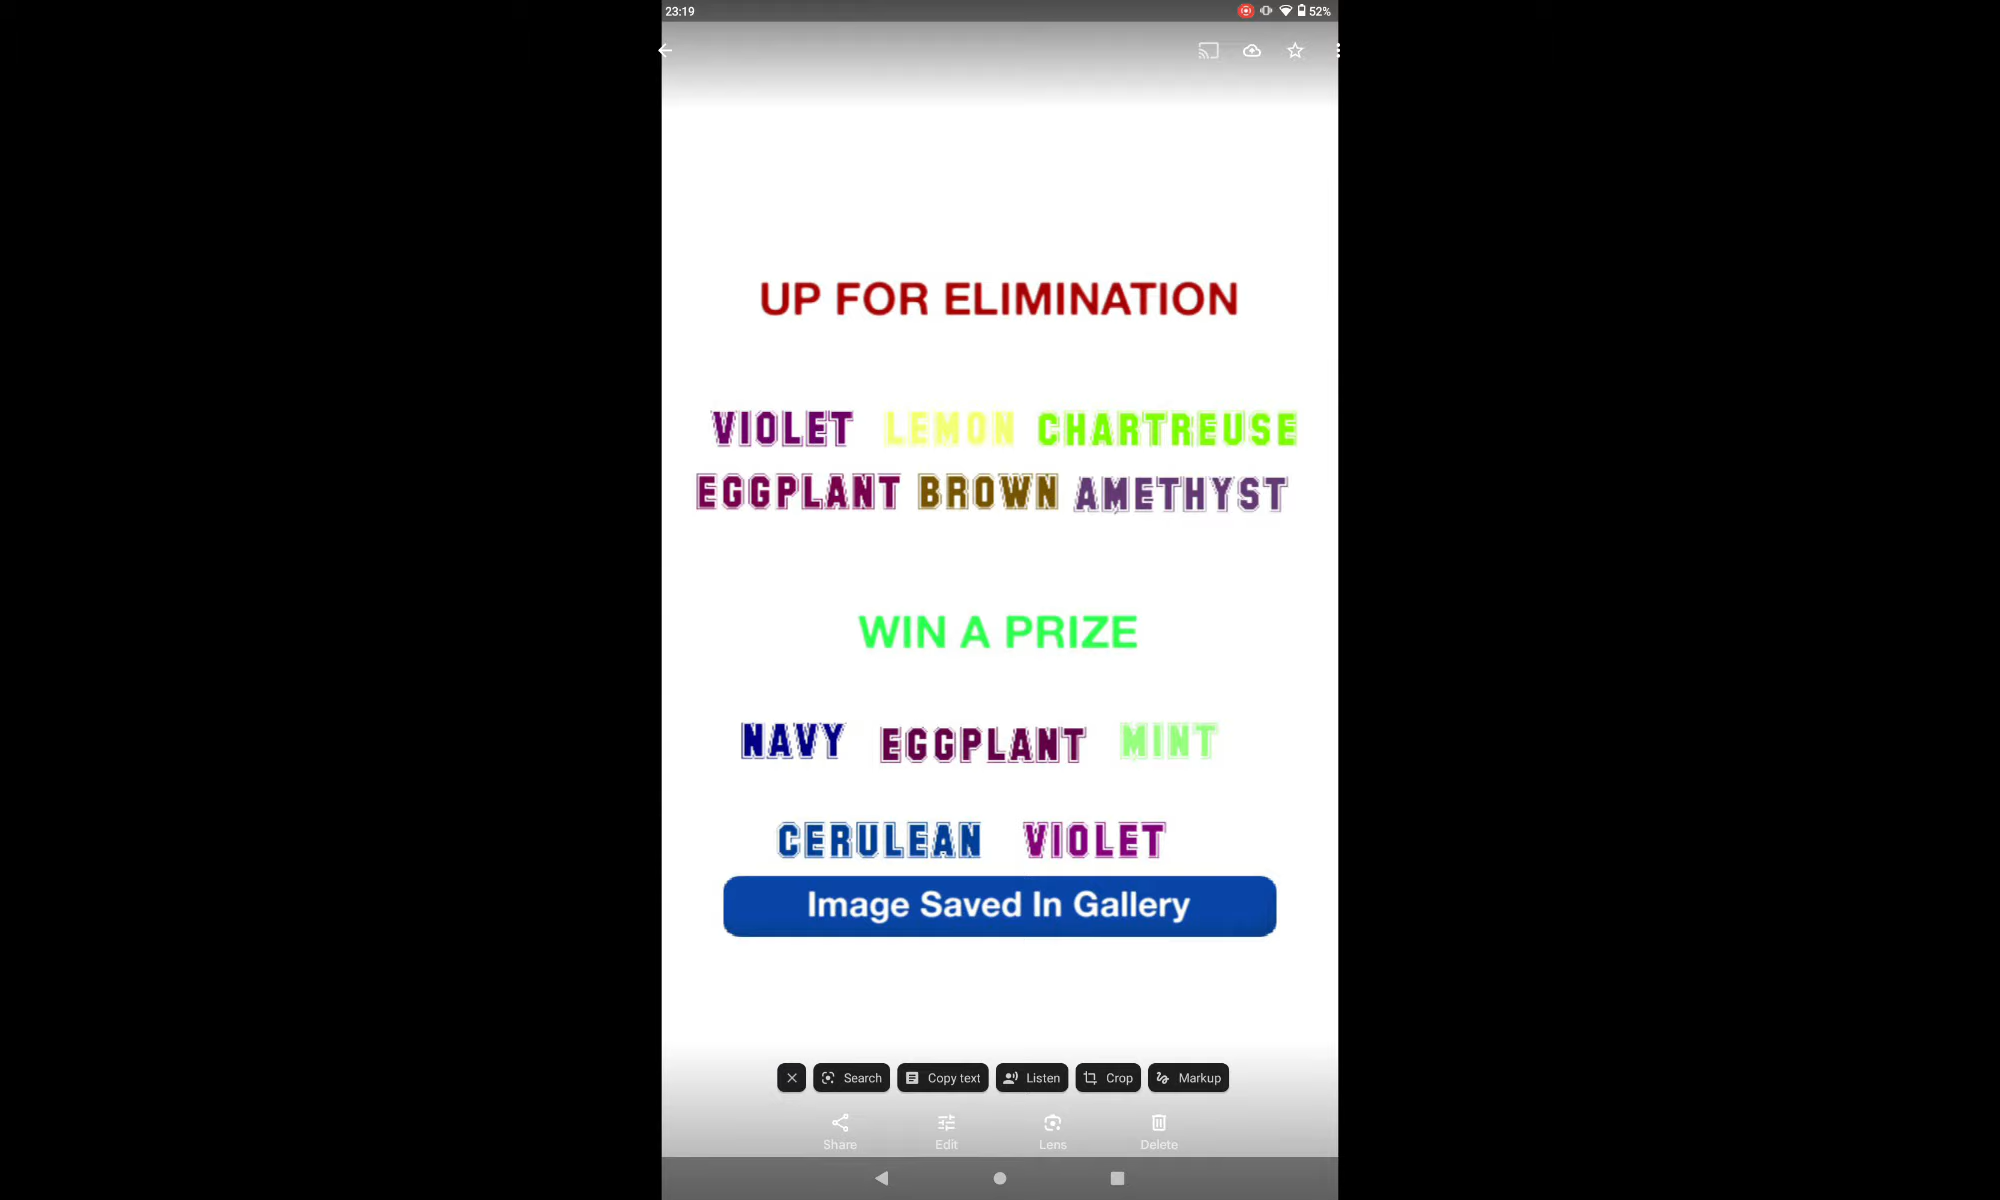 23:19 52%
UP FOR ELIMINATION
VIOLET LEMON CHARTREUSE
EGGPLANT BROWN AMETHYST
WIN A PRIZE
NAVY EGGPLANT MINT
CERULEAN VIOLET
Image Saved In Gallery
Search Copy text Listen Crop Markup
Share Edit Lens Delete